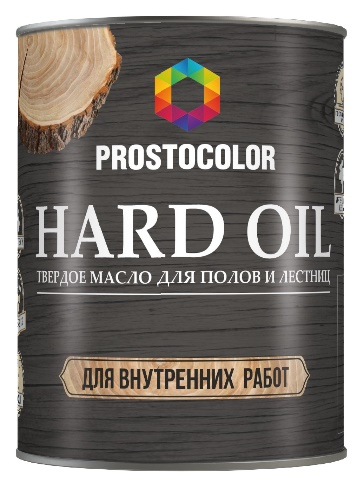 PROSTOCOLOR
HARD OIL
ТВЕРДОЕ МАСЛО ДЛЯ ПОЛОВ И ЛЕСТНИЦ
ДЛЯ ВНУТРЕННИХ РАБОТ